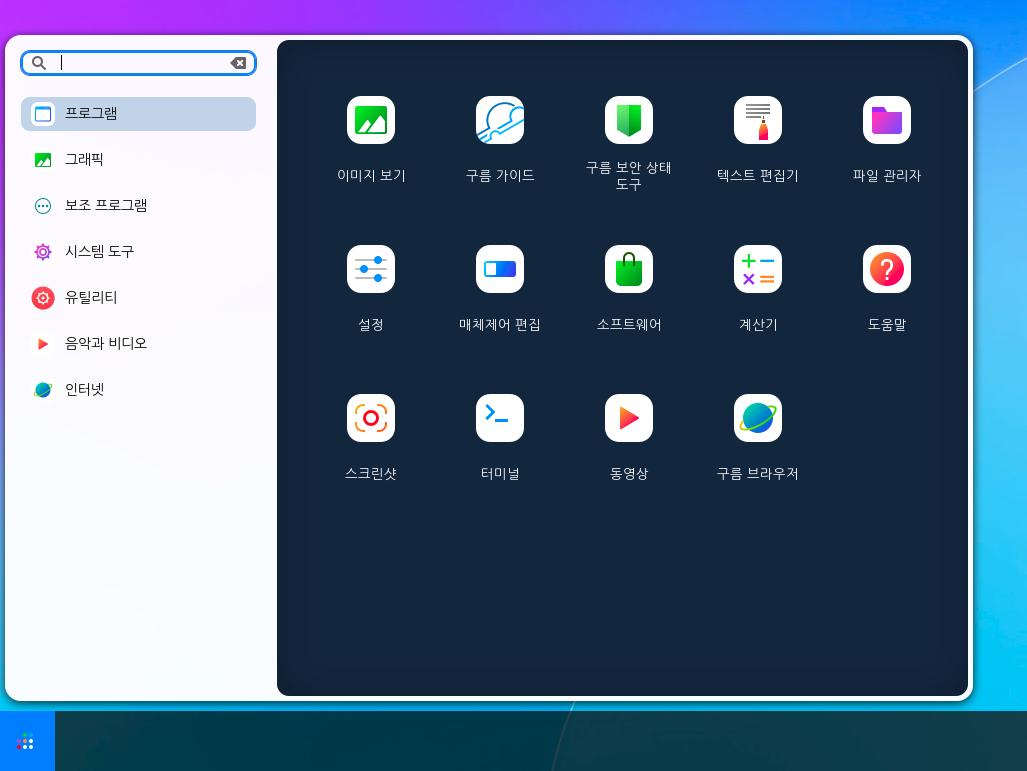 프로그램
그래픽
보조 프로그램
시스템 도구
유틸리티
음악과 비디오
인터넷
이미지 보기
구름 가이드
구름 보안 상태
도구
텍스트 편집기
파일 관리자
설정
매체제어 편집
소프트웨어
계산기
도움말
스크린샷
터미널
동영상
구름 브라우저